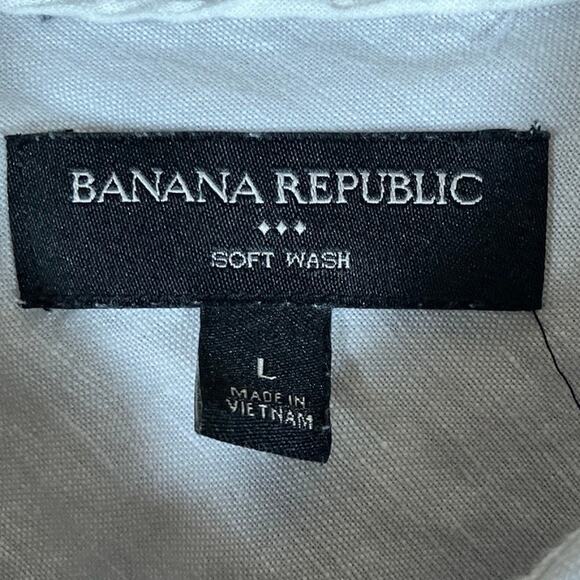 BANANA REPUBLIC
SOFT WASH
L
MADE IN
VIETNAM